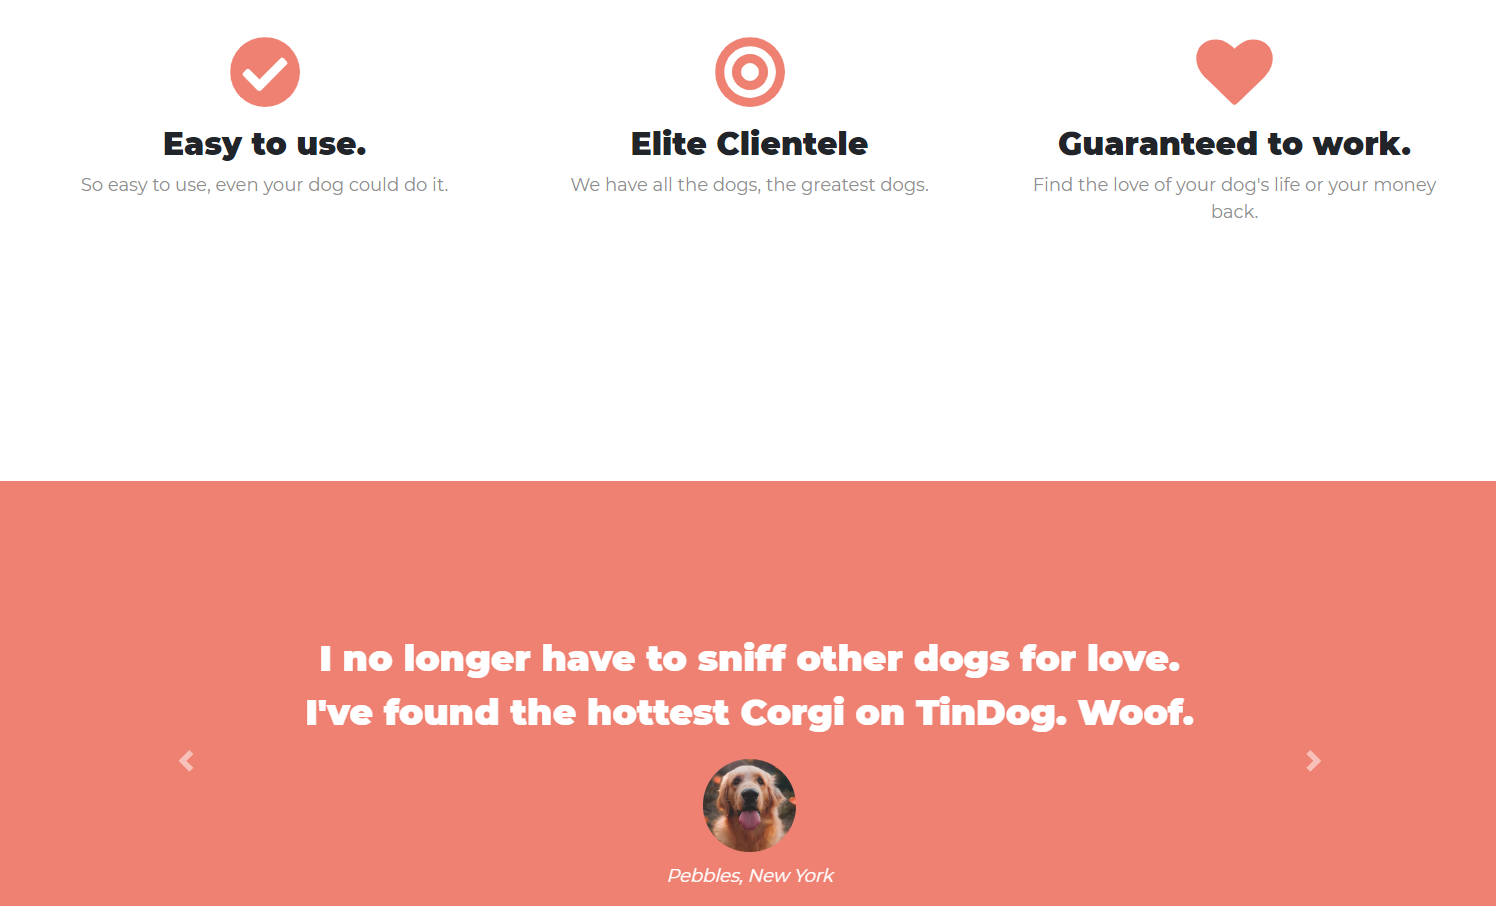 Easy to use.
Elite Clientele
Guaranteed to work.
So easy to use, even your dog could do it.
We have all the dogs, the greatest dogs.
Find the love of your dog's life or your money
back.
I no longer have to sniff other dogs for love.
I've found the hottest Corgi on TinDog. Woof.
Pebbles, New York